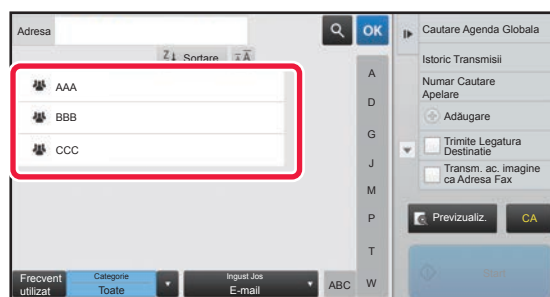 Adresa
OK
Sortare
AAA
BBB
CCC
A
D
G
J
M
P
T
W
Frecvent
utilizat
Categorie
Toate
Ingust Jos
E-mail
ABC
Cautare Agenda Globala
Istoric Transmisii
Numar Cautare
Apelare
Adăugare
Trimite Legatura
Destinatie
Transm. ac. imagine
ca Adresa Fax
Previzualiz.
CA
Start